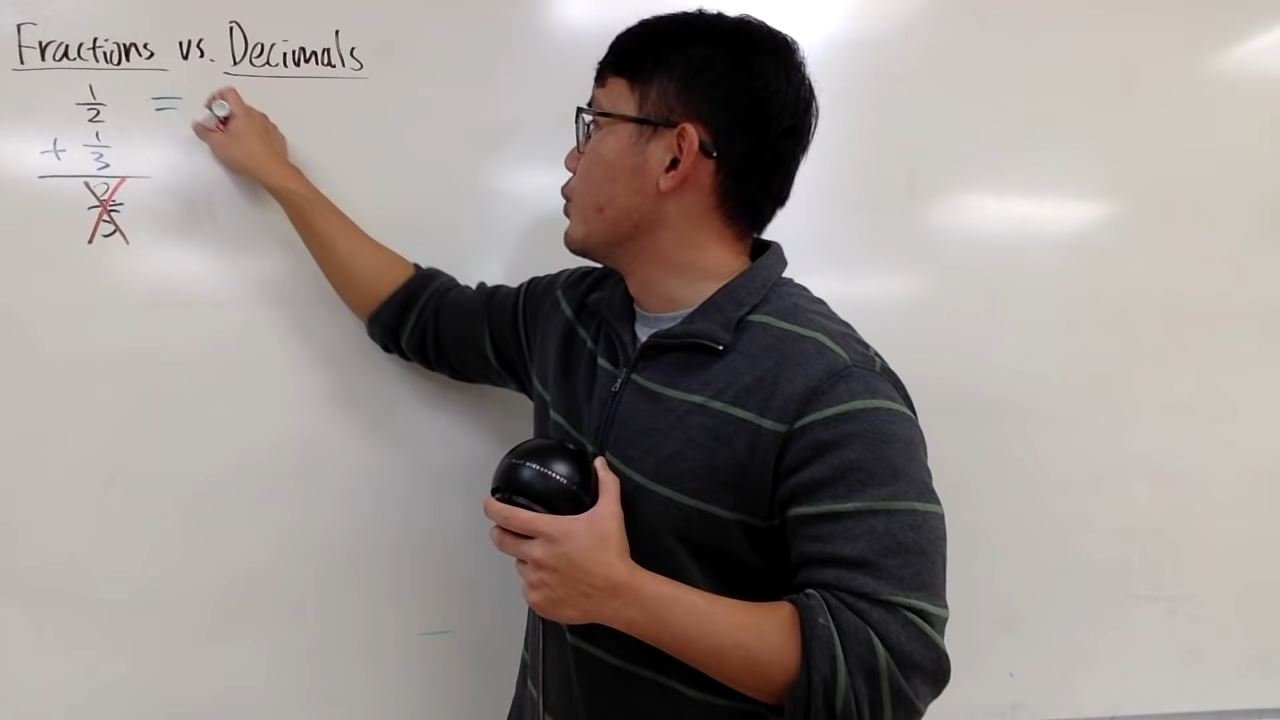 Fractions vs. Decimals
1/2 =
+ 1/3
2/5